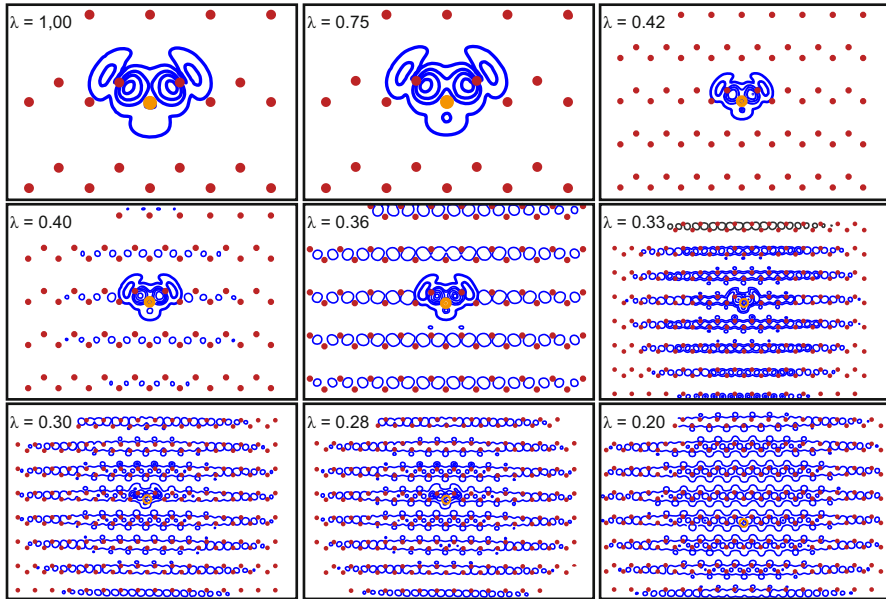 λ = 1,00
λ = 0.75
λ = 0.42
λ = 0.40
λ = 0.36
λ = 0.33
λ = 0.30
λ = 0.28
λ = 0.20